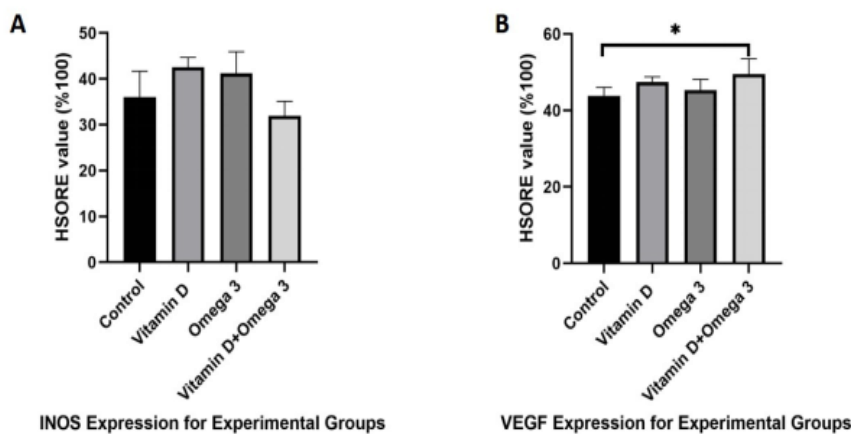 A
HSORE value (%100)
50
40
30
20
10
0
Control
Vitamin D
Omega 3
Vitamin D+Omega 3
INOS Expression for Experimental Groups
B
HSORE value (%100)
60
40
20
0
*
Control
Vitamin D
Omega 3
Vitamin D+Omega 3
VEGF Expression for Experimental Groups